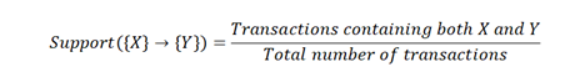 Support({X} → {Y}) = Transactions containing both X and Y
Total number of transactions